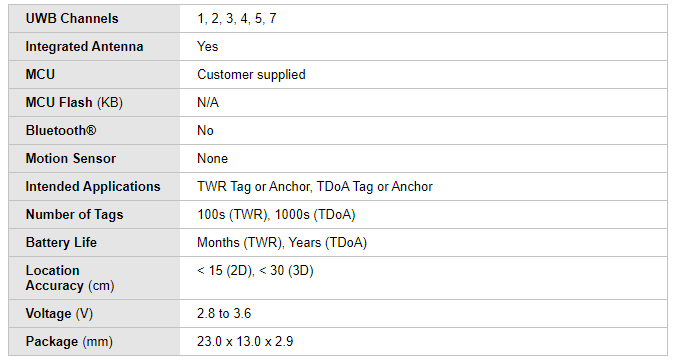 UWB Channels 1, 2, 3, 4, 5, 7
Integrated Antenna Yes
MCU Customer supplied
MCU Flash (KB) N/A
Bluetooth® No
Motion Sensor None
Intended Applications TWR Tag or Anchor, TDoA Tag or Anchor
Number of Tags 100s (TWR), 1000s (TDoA)
Battery Life Months (TWR), Years (TDoA)
Location < 15 (2D), < 30 (3D)
Accuracy (cm)
Voltage (V) 2.8 to 3.6
Package (mm) 23.0 x 13.0 x 2.9